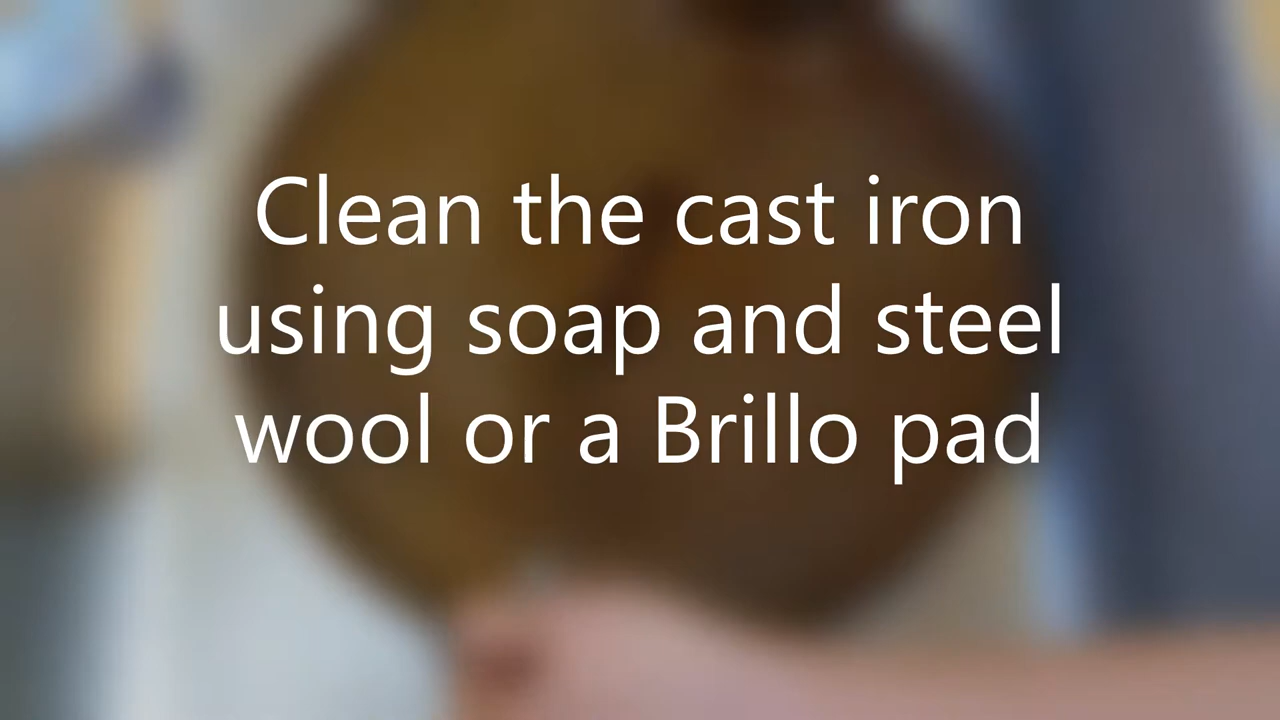 Clean the cast iron
using soap and steel
wool or a Brillo pad